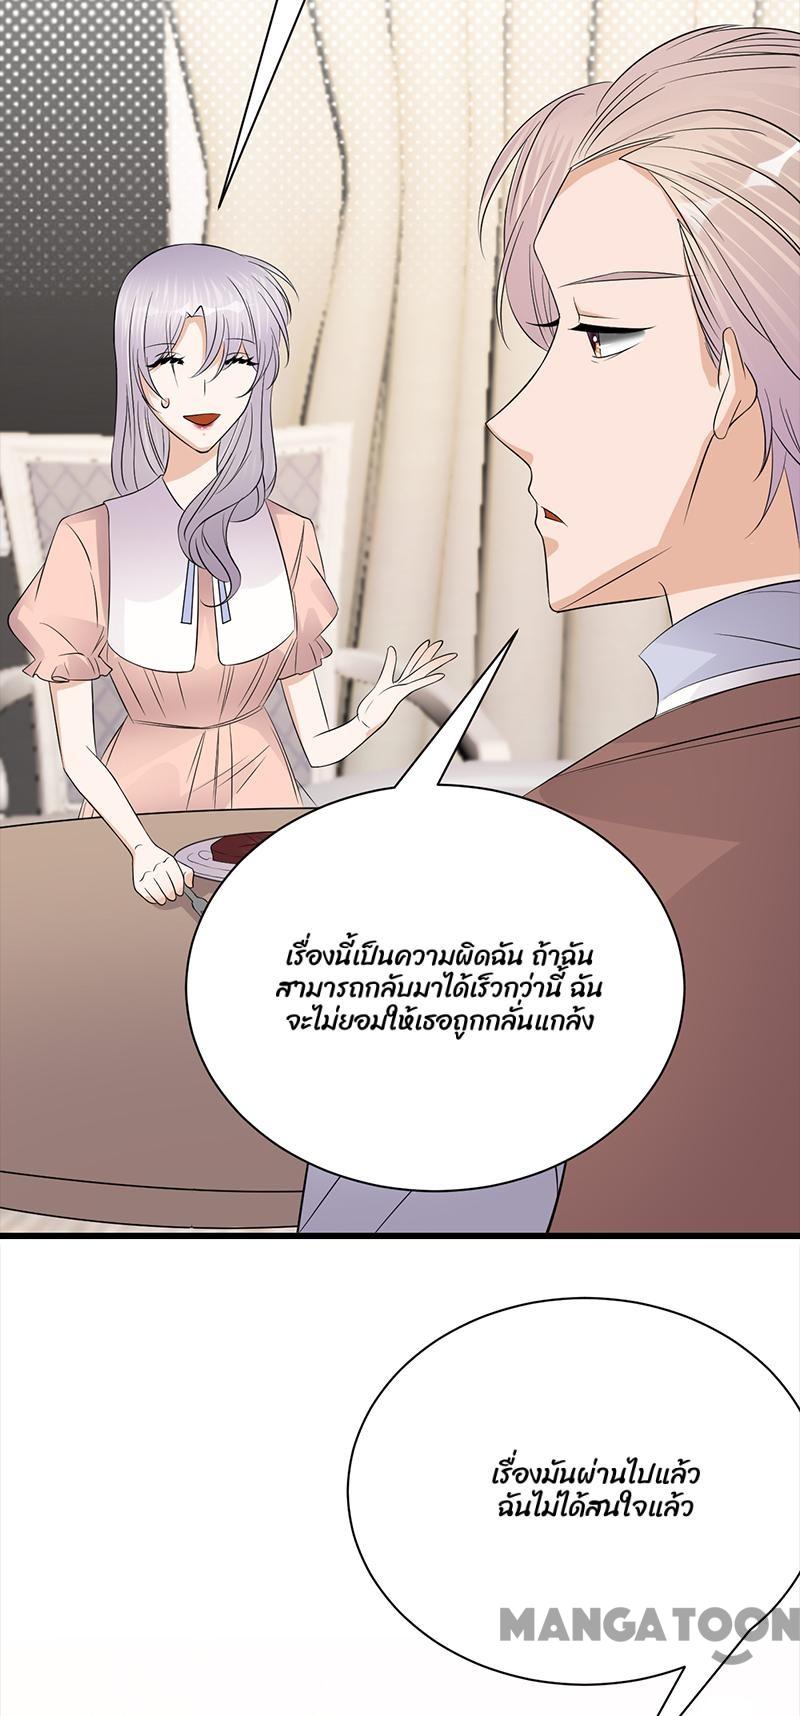 เรื่องนี้เป็นความผิดฉัน ถ้าฉัน
สามารถกลับมาได้เร็วกว่านี้ ฉัน
จะไม่ยอมให้เธอถูกกลั่นแกล้ง
เรื่องมันผ่านไปแล้ว
ฉันไม่ได้สนใจแล้ว
MANGATOON